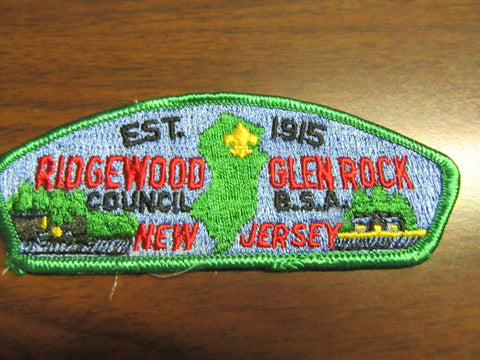 EST. 1915
RIDGEWOOD GLEN ROCK
COUNCIL B.S.A.
NEW JERSEY